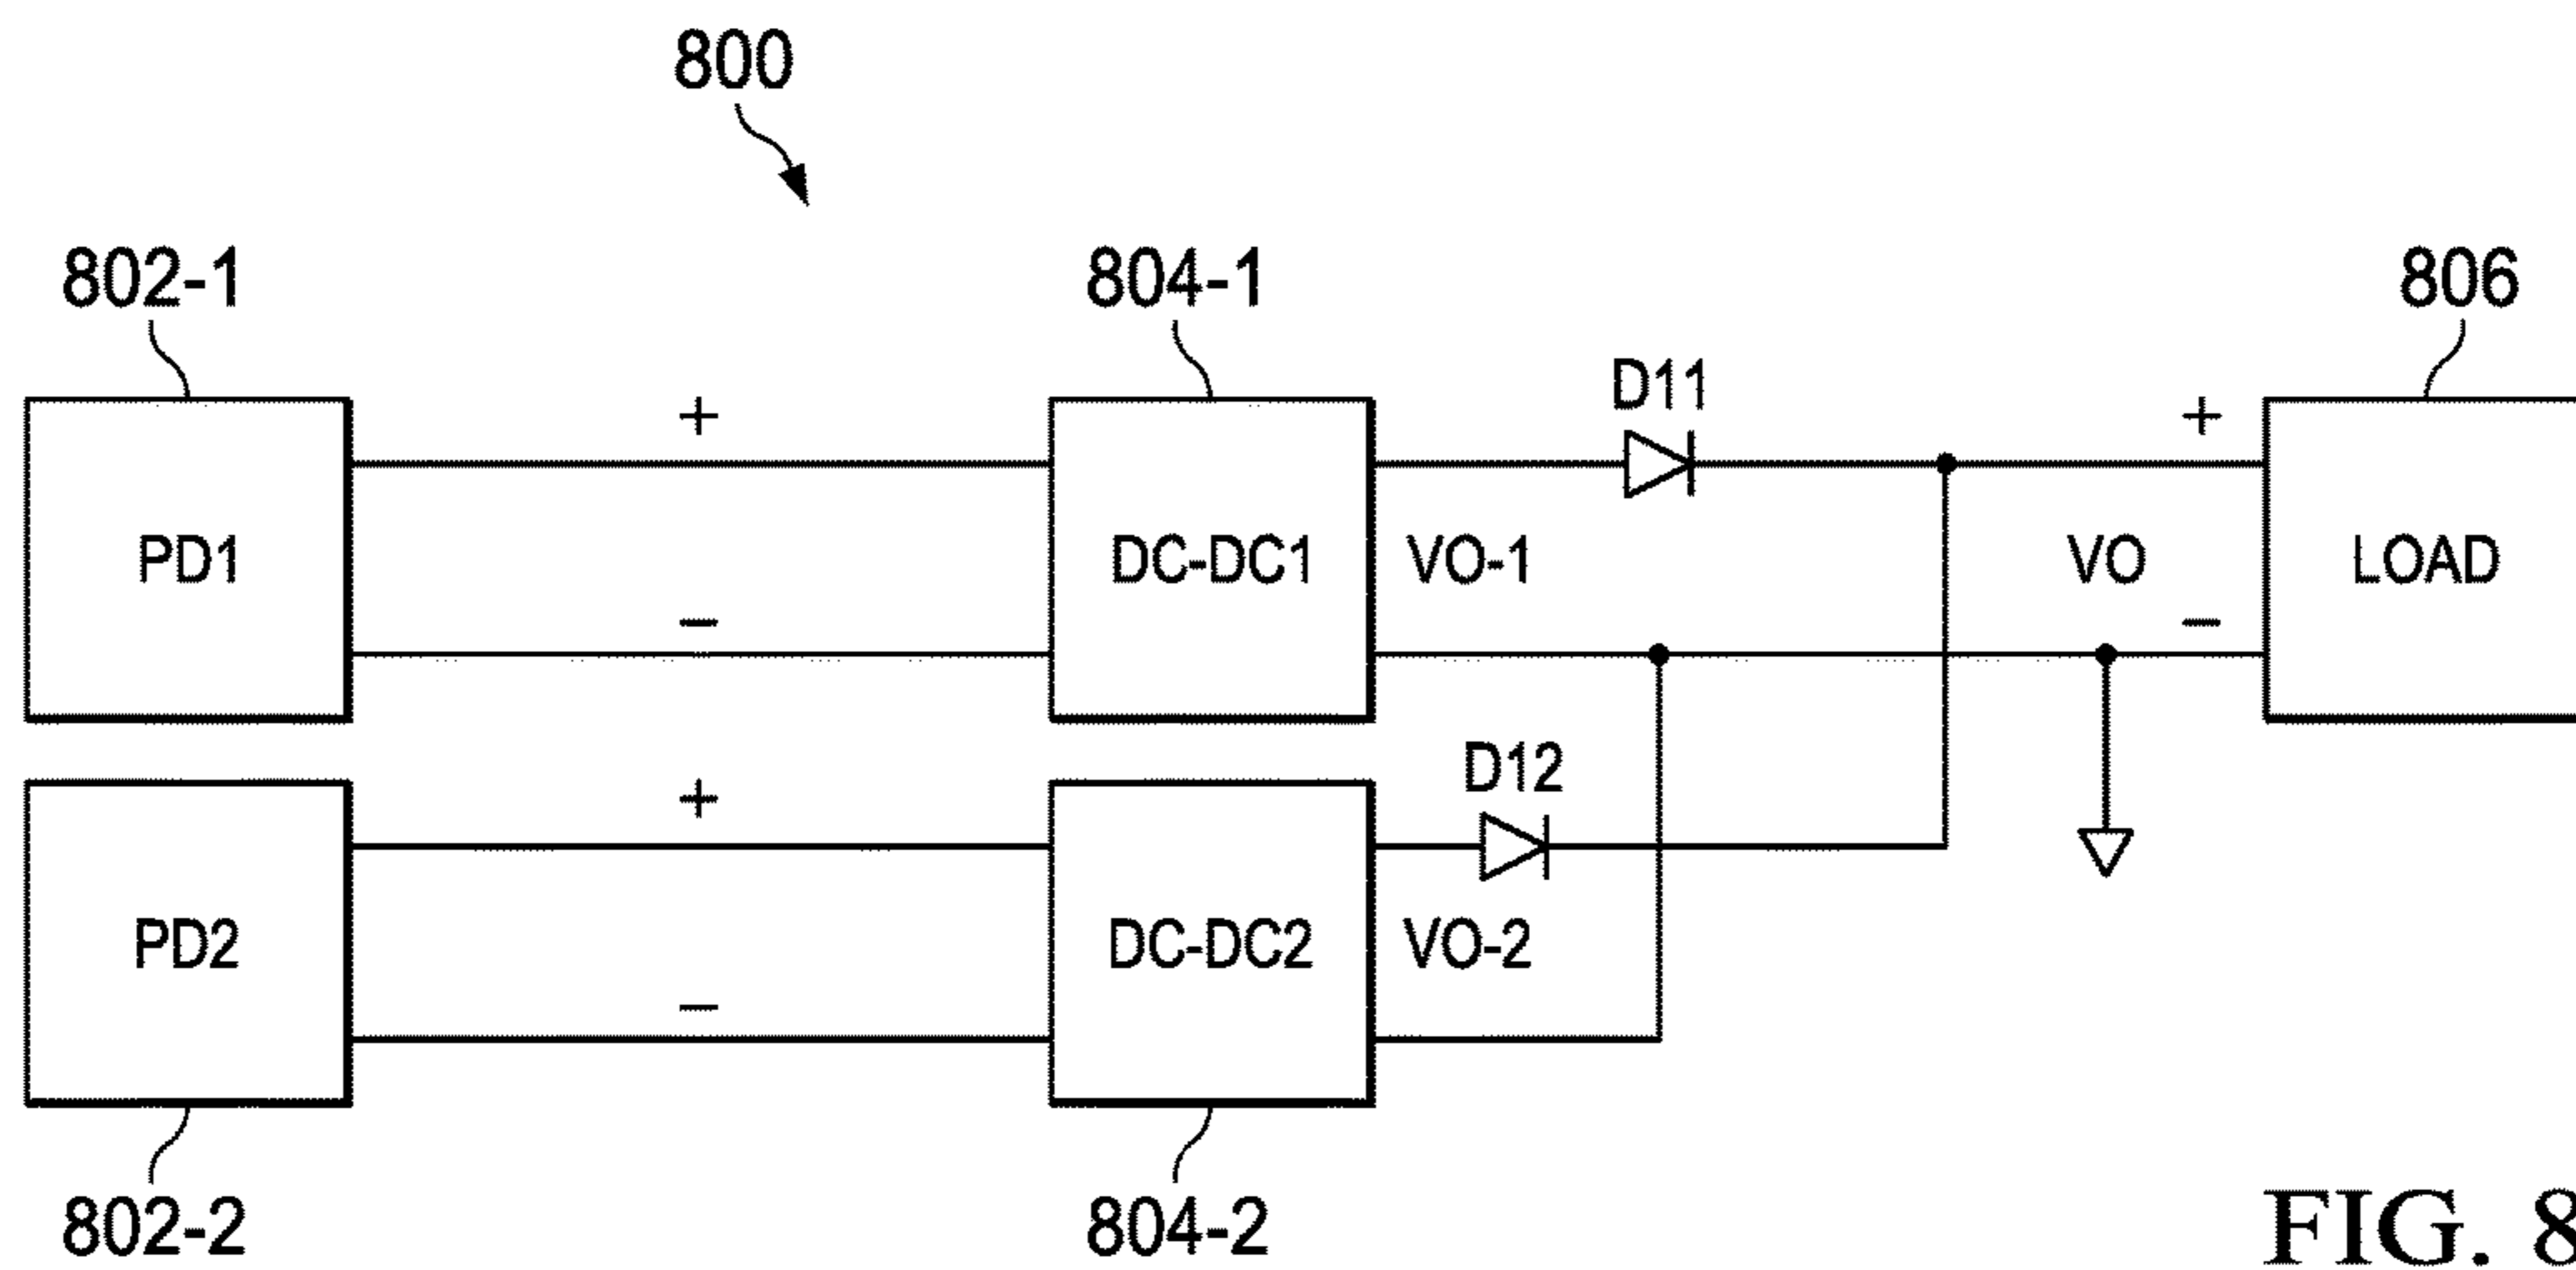 800
802-1
804-1
806
D11
+
+
PD1
DC-DC1
VO-1
VO
LOAD
−
−
D12
+
PD2
DC-DC2
VO-2
−
802-2
804-2
FIG. 8